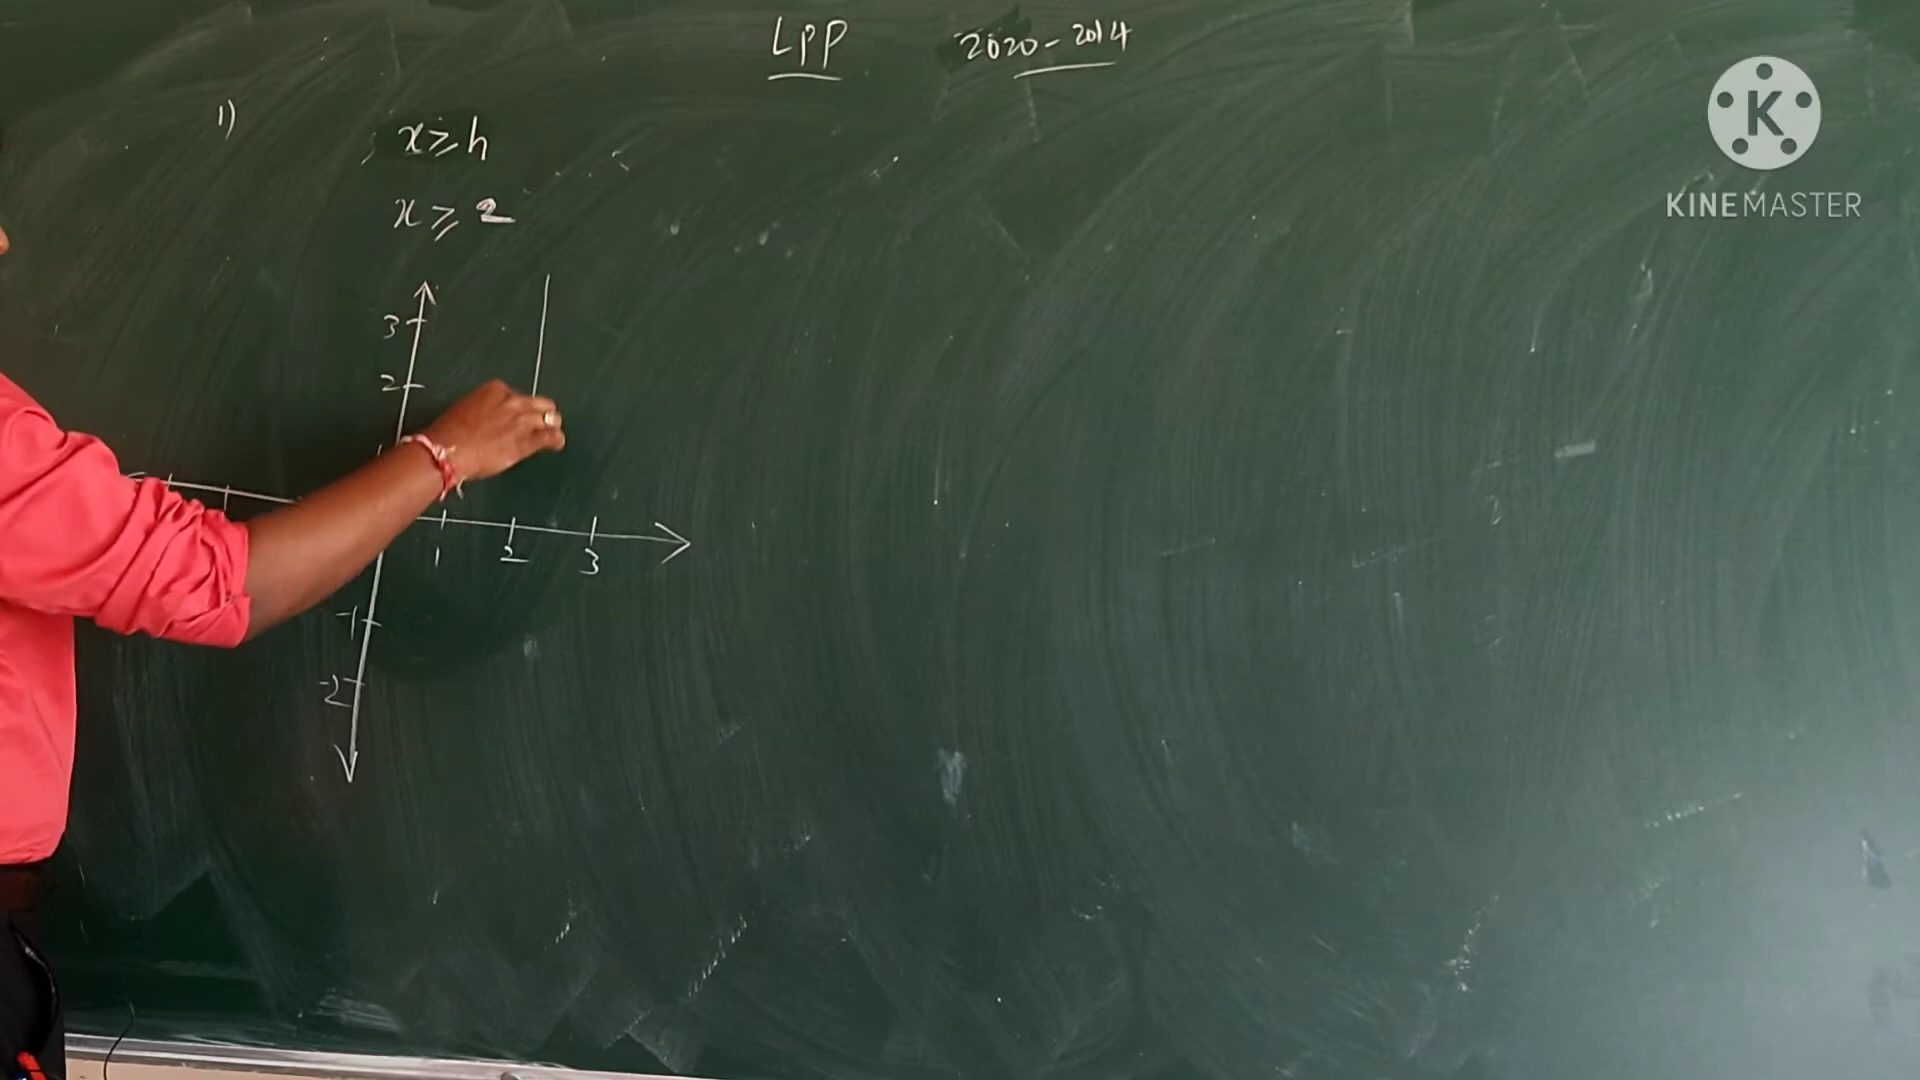 LPP 2020-2014
1)
x ≥ h
x ≥ 2
3
2
1 2 3
-1
-2
K
KINEMASTER